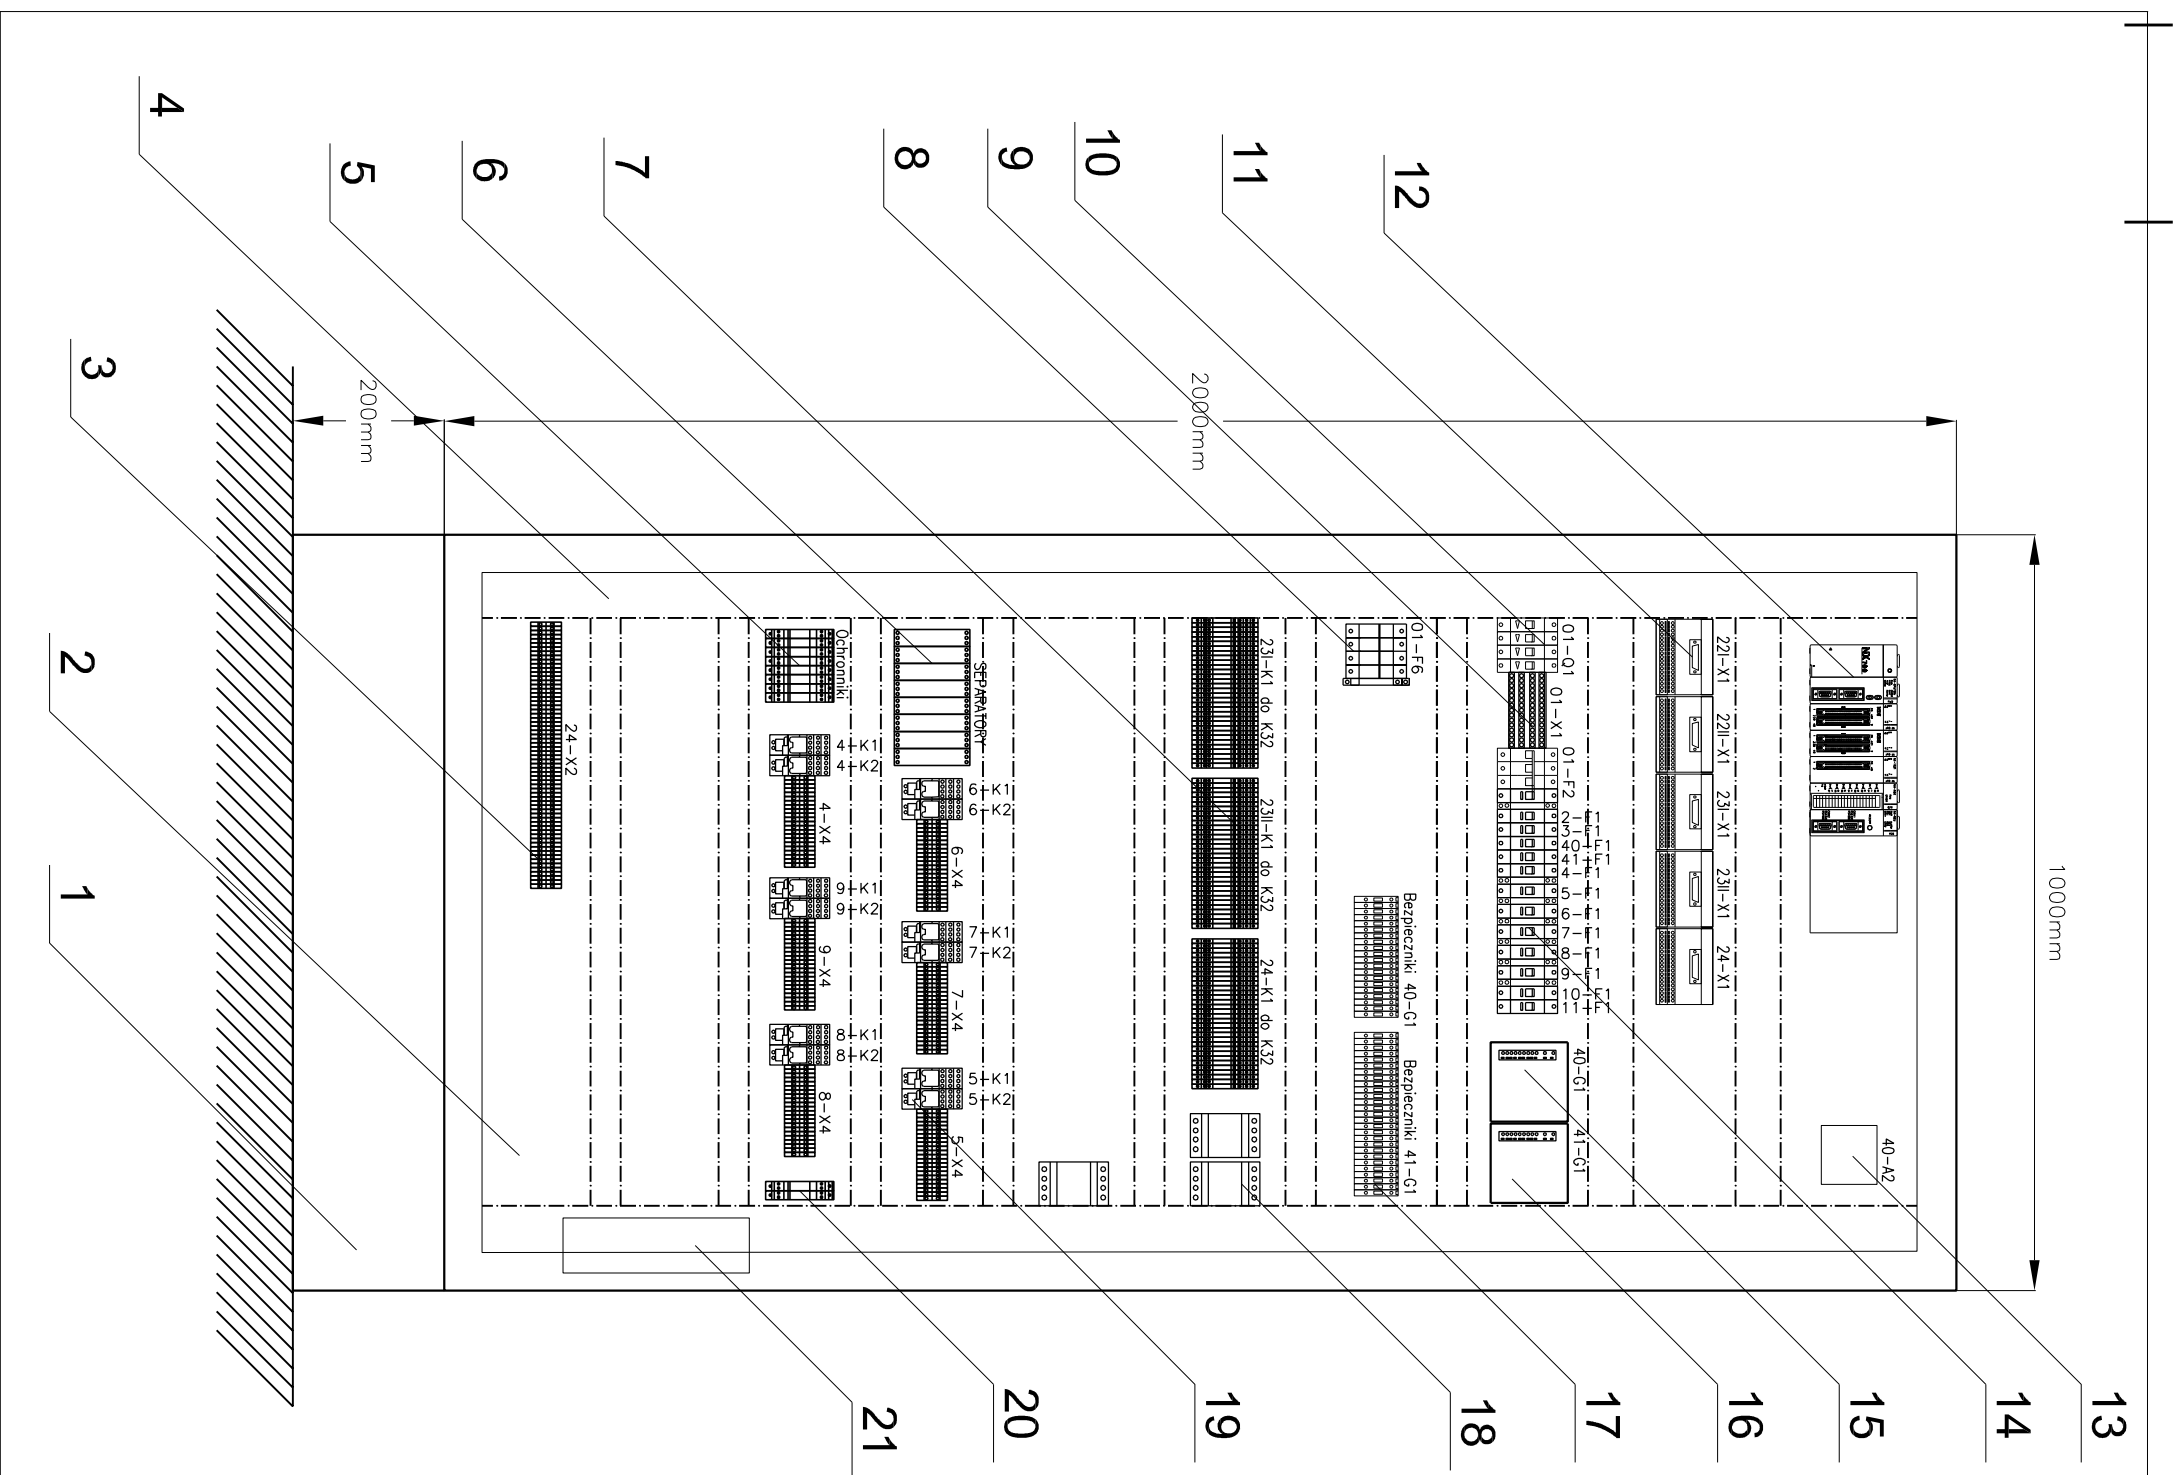 12
11
10
9
8
7
6
5
4
3
2
1
1000mm
2000mm
200mm
40-A2
22I-X1
22II-X1
23I-X1
23II-X1
24-X1
01-Q1
01-X1
01-F2
2-F1
3-F1
40-F1
41-F1
4-F1
5-F1
6-F1
7-F1
8-F1
9-F1
10-F1
11-F1
40-G1
41-G1
01-F6
Bezpieczniki 40-G1
Bezpieczniki 41-G1
23I-K1 do K32
23II-K1 do K32
24-K1 do K32
SEPARATORY
6-K1
6-K2
6-X4
7-K1
7-K2
7-X4
5-K1
5-K2
5-X4
Ochronniki
4-K1
4-K2
4-X4
9-K1
9-K2
9-X4
8-K1
8-K2
8-X4
24-X2
13
14
15
16
17
18
19
20
21